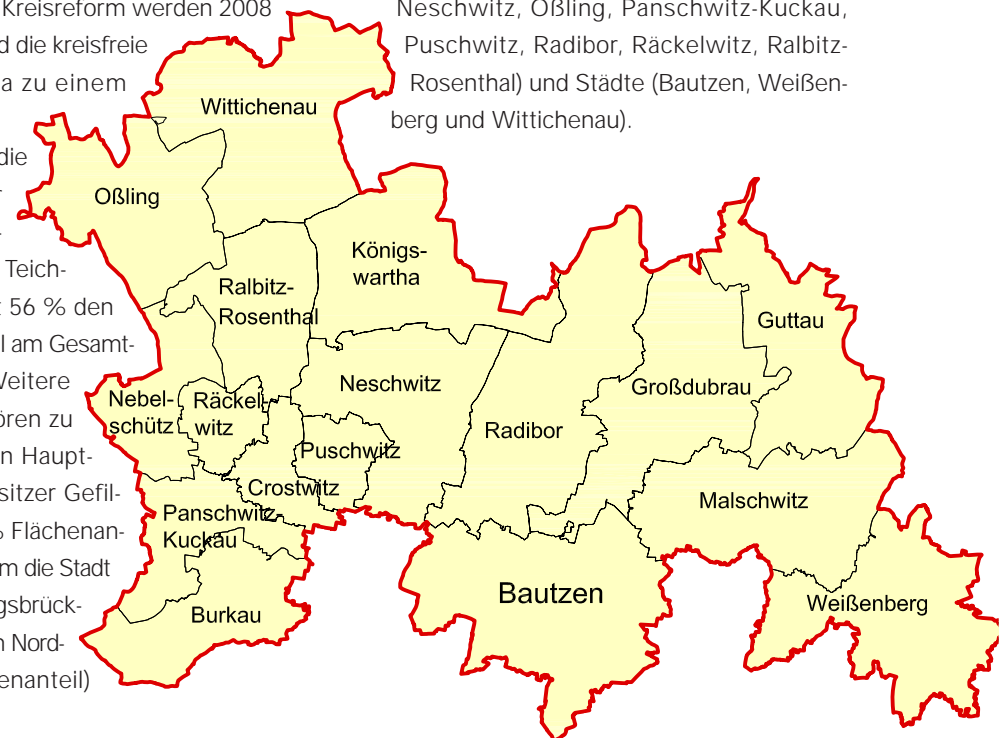 Kreisreform werden 2008
d die kreisfreie
a zu einem
die
Teich-
56 % den
l am Gesamt-
Weitere
ören zu
n Haupt-
sitzer Gefil-
% Flächenan-
m die Stadt
gsbrück-
n Nord-
enanteil)
Neschwitz, Oßling, Panschwitz-Kuckau,
Puschwitz, Radibor, Räckelwitz, Ralbitz-
Rosenthal) und Städte (Bautzen, Weißen-
berg und Wittichenau).
Wittichenau
Oßling
Königs-
wartha
Ralbitz-
Rosenthal
Guttau
Nebel-
schütz
Räckel-
witz
Neschwitz
Großdubrau
Radibor
Puschwitz
Crostwitz
Malschwitz
Panschwitz-
Kuckau
Bautzen
Burkau
Weißenberg